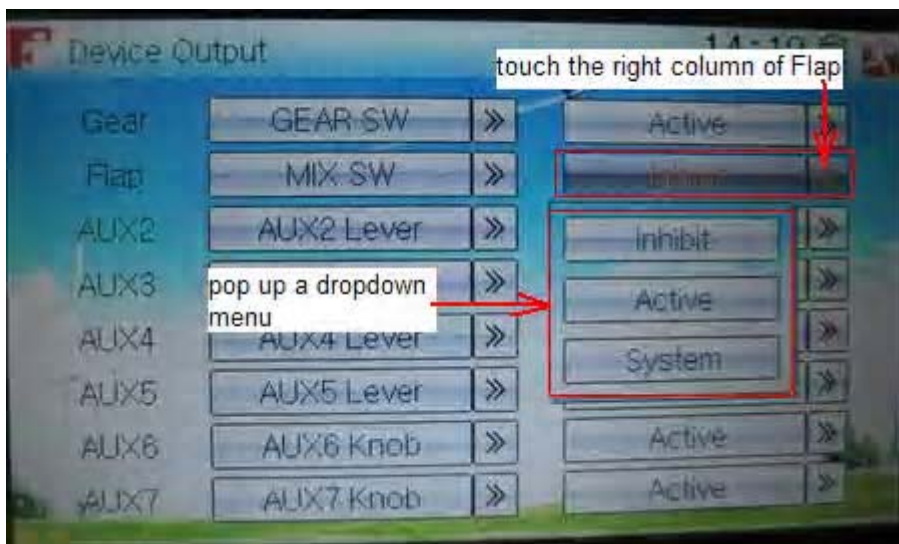 Device Output
touch the right column of Flap
Gear GEAR SW » Active
Flap MIX SW » Inhibit
AUX2 AUX2 Lever » Inhibit »
AUX3 » Active »
pop up a dropdown
menu
AUX4 AUX4 Lever » System »
AUX5 AUX5 Lever » »
AUX6 AUX6 Knob » Active »
AUX7 AUX7 Knob » Active »